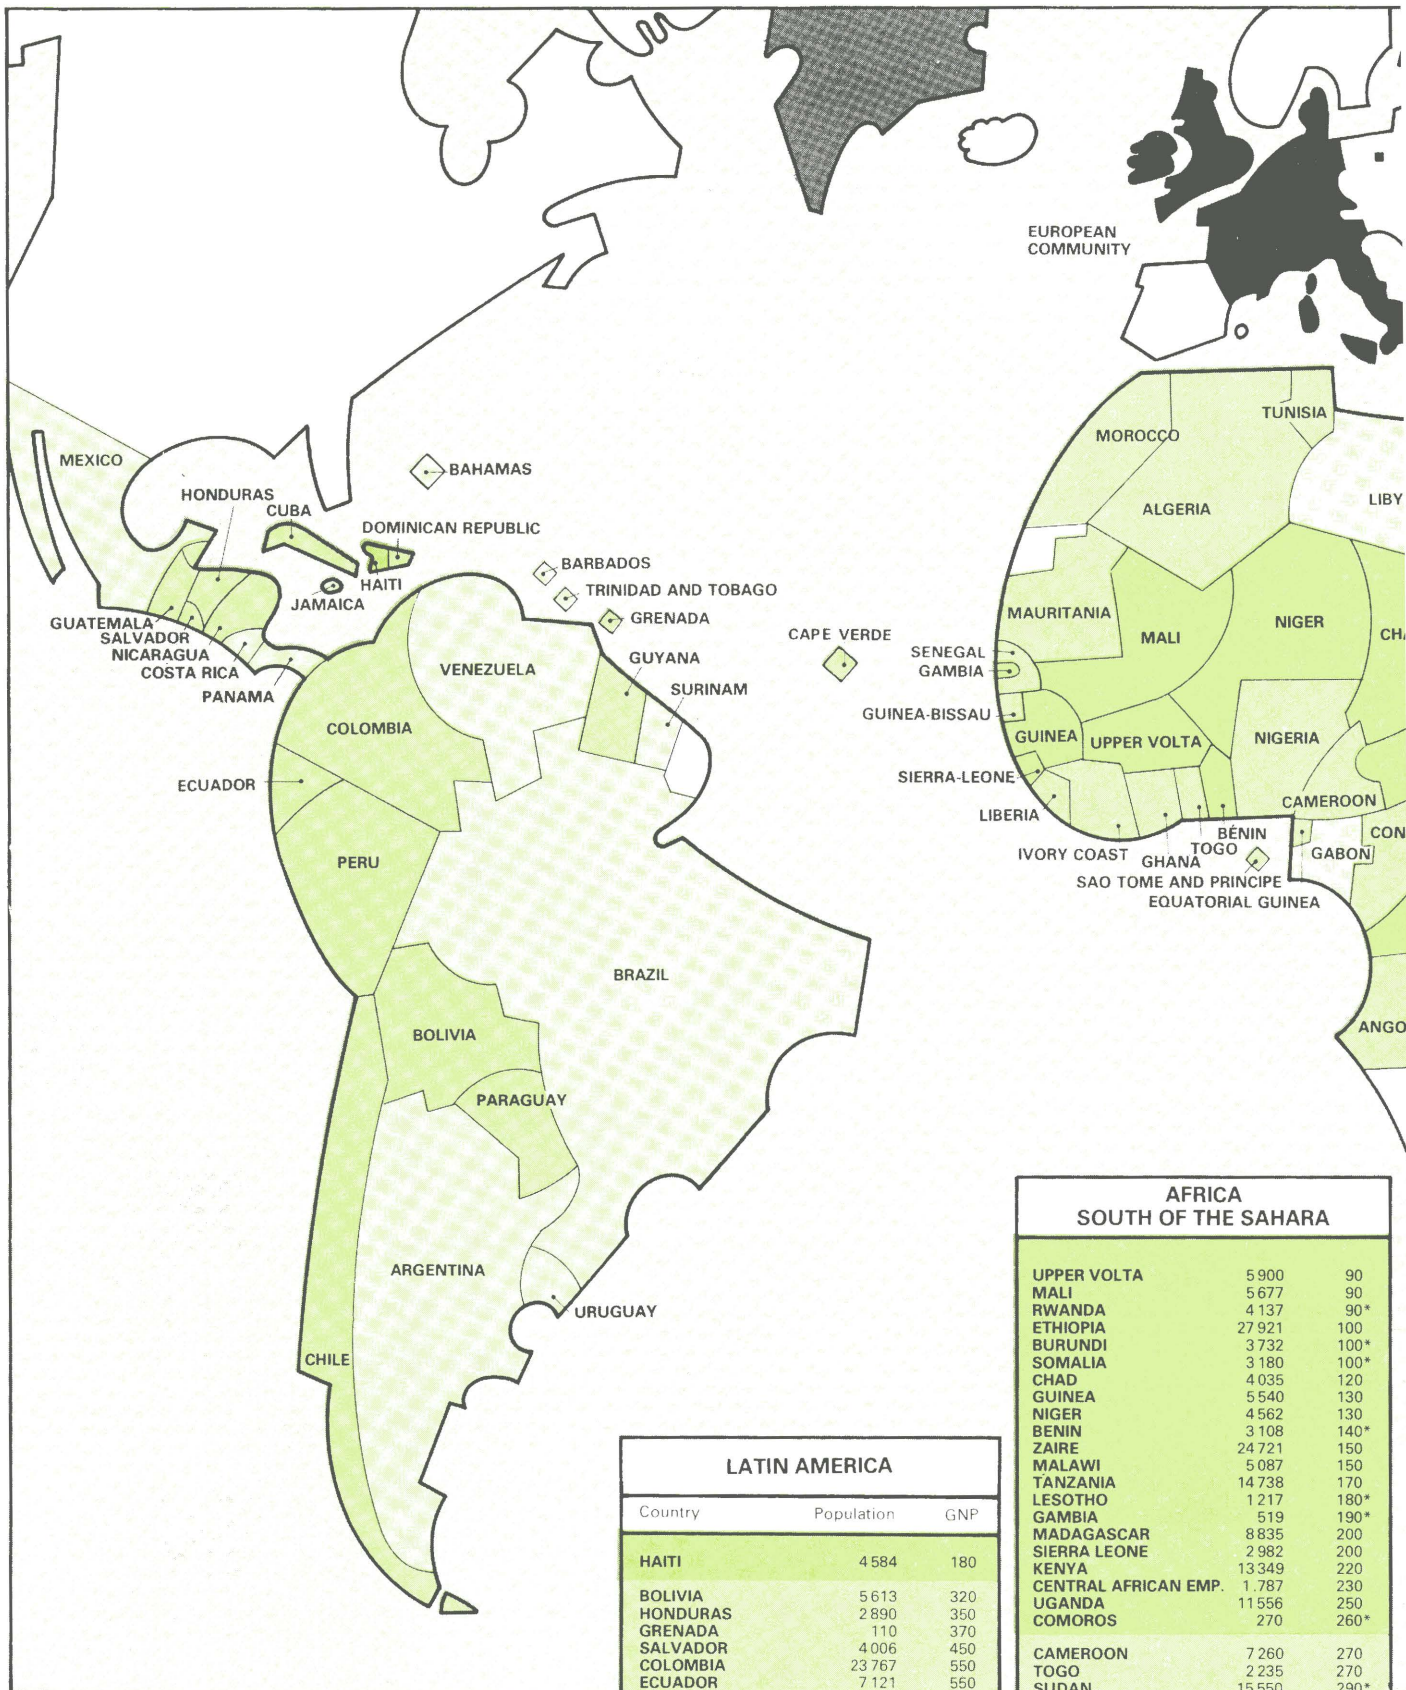 EUROPEAN
COMMUNITY
TUNISIA
MOROCCO
MEXICO
BAHAMAS
HONDURAS
CUBA
ALGERIA
LIBY
DOMINICAN REPUBLIC
BARBADOS
HAITI
JAMAICA
TRINIDAD AND TOBAGO
GRENADA
MAURITANIA
NIGER
MALI
CHA
GUATEMALA
SALVADOR
NICARAGUA
COSTA RICA
PANAMA
VENEZUELA
GUYANA
SURINAM
CAPE VERDE
SENEGAL
GAMBIA
GUINEA-BISSAU
COLOMBIA
GUINEA
UPPER VOLTA
NIGERIA
ECUADOR
SIERRA-LEONE
LIBERIA
CAMEROON
BÉNIN
CON
TOGO
GABON
IVORY COAST
GHANA
SAO TOME AND PRINCIPE
EQUATORIAL GUINEA
PERU
BRAZIL
BOLIVIA
ANGO
PARAGUAY
ARGENTINA
URUGUAY
CHILE
LATIN AMERICA
Country Population GNP
HAITI 4 584 180
BOLIVIA 5 613 320
HONDURAS 2 890 350
GRENADA 110 370
SALVADOR 4 006 450
COLOMBIA 23 767 550
ECUADOR 7 121 550
AFRICA
SOUTH OF THE SAHARA
UPPER VOLTA 5 900 90
MALI 5 677 90
RWANDA 4 137 90*
ETHIOPIA 27 921 100
BURUNDI 3 732 100*
SOMALIA 3 180 100*
CHAD 4 035 120
GUINEA 5 540 130
NIGER 4 562 130
BENIN 3 108 140*
ZAIRE 24 721 150
MALAWI 5 087 150
TANZANIA 14 738 170
LESOTHO 1 217 180*
GAMBIA 519 190*
MADAGASCAR 8 835 200
SIERRA LEONE 2 982 200
KENYA 13 349 220
CENTRAL AFRICAN EMP. 1.787 230
UGANDA 11 556 250
COMOROS 270 260*
CAMEROON 7 260 270
TOGO 2 235 270
SUDAN 15 550 290*